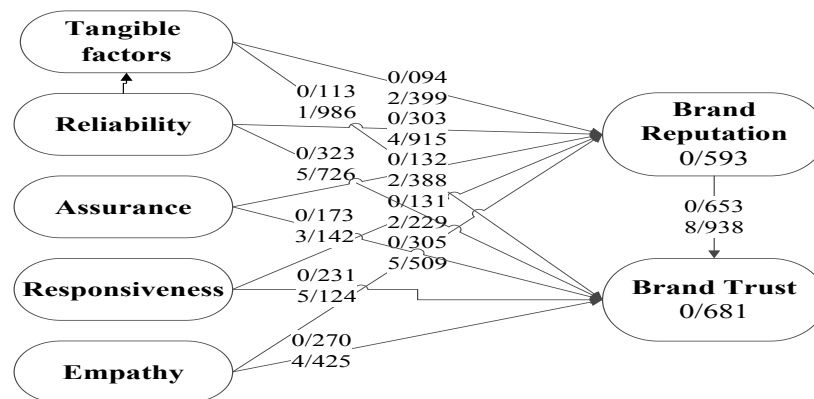 Tangible
factors
Reliability
Assurance
Responsiveness
Empathy
0/113
1/986
0/323
5/726
0/173
3/142
0/231
5/124
0/270
4/425
0/094
2/399
0/303
4/915
0/132
2/388
0/131
2/229
0/305
5/509
Brand
Reputation
0/593
0/653
8/938
Brand Trust
0/681